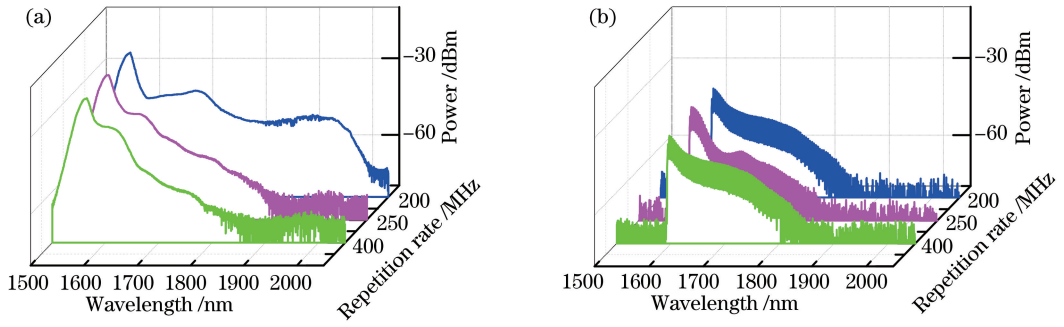 (a)
−30
−60
Power /dBm
200
250
400
Repetition rate /MHz
1500 1600 1700 1800 1900 2000
Wavelength /nm
(b)
−30
−60
Power /dBm
200
250
400
Repetition rate /MHz
1500 1600 1700 1800 1900 2000
Wavelength /nm